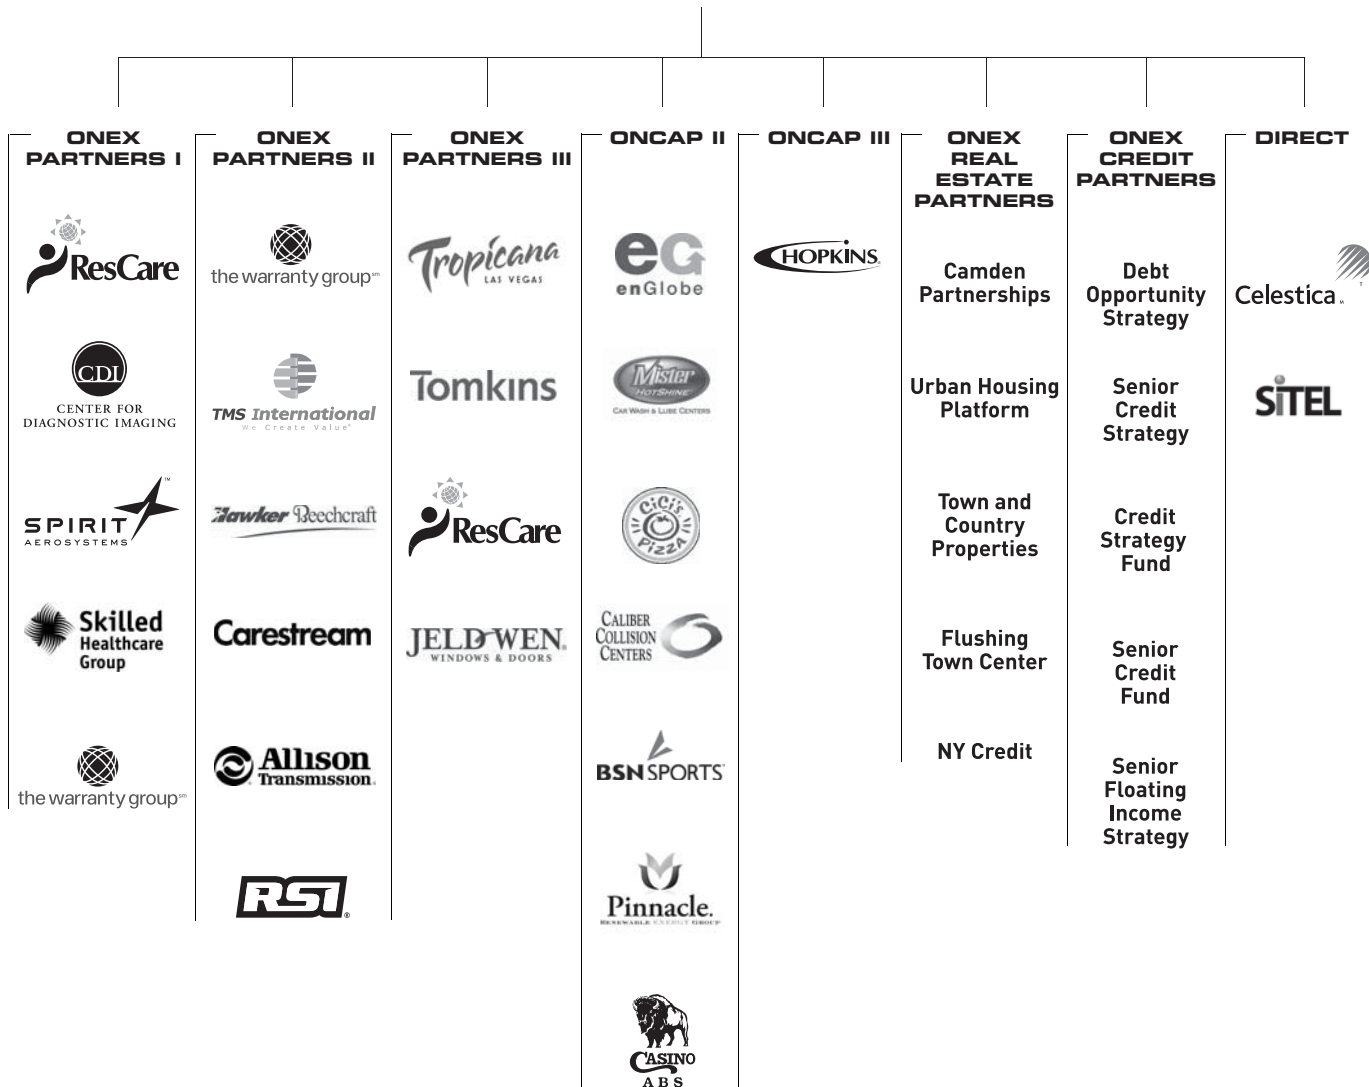 ONEX
PARTNERS I
ResCare
CDI
CENTER FOR
DIAGNOSTIC IMAGING
SPIRIT™
AEROSYSTEMS
Skilled
Healthcare
Group
the warranty group℠
ONEX
PARTNERS II
the warranty group℠
TMS International
We Create Value®
Hawker Beechcraft
Carestream
Allison
Transmission®
RSI®
ONEX
PARTNERS III
Tropicana
LAS VEGAS
Tomkins
ResCare
JELD-WEN®
WINDOWS & DOORS
ONCAP II
eG
enGlobe
Mister
HOTSHINE
CAR WASH & LUBE CENTERS
CiCi's
Pizza
CALIBER
COLLISION
CENTERS
BSN SPORTS
Pinnacle.
RENEWABLE ENERGY GROUP
CASINO
ABS
ONCAP III
HOPKINS®
ONEX
REAL
ESTATE
PARTNERS
Camden
Partnerships
Urban Housing
Platform
Town and
Country
Properties
Flushing
Town Center
NY Credit
ONEX
CREDIT
PARTNERS
Debt
Opportunity
Strategy
Senior
Credit
Strategy
Credit
Strategy
Fund
Senior
Credit
Fund
Senior
Floating
Income
Strategy
DIRECT
Celestica
SiTEL